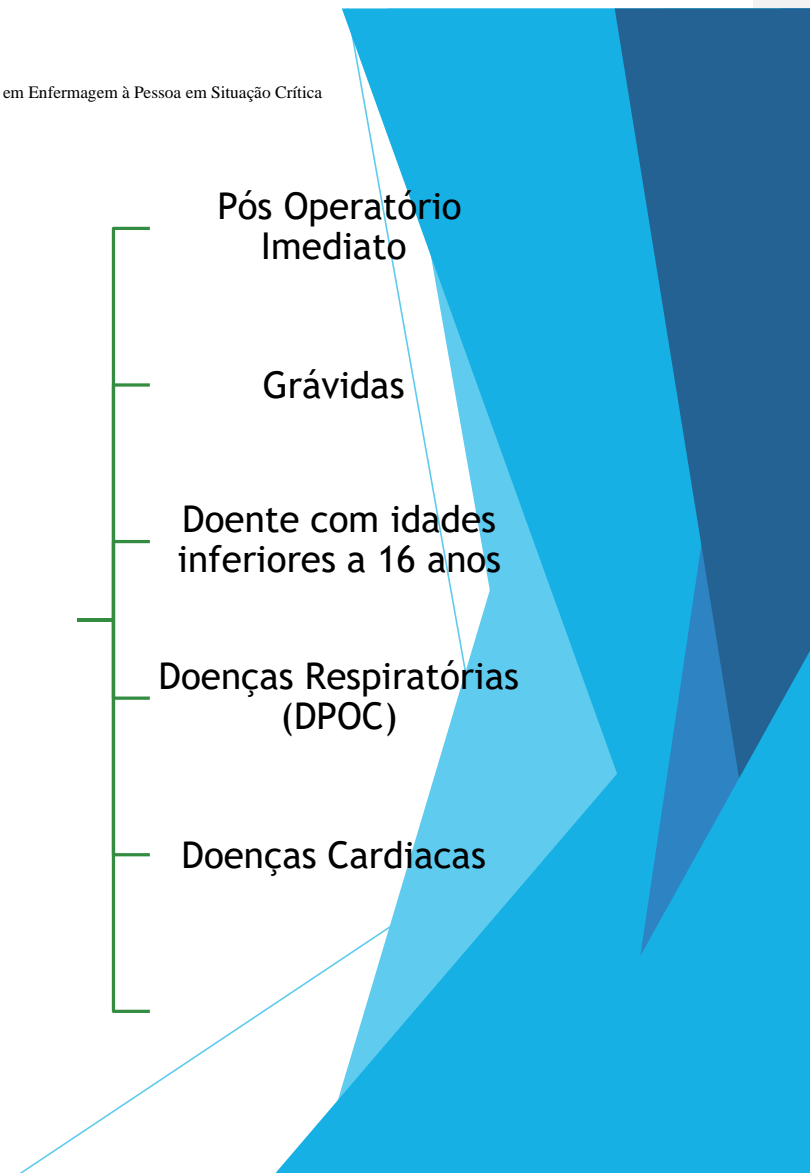 em Enfermagem à Pessoa em Situação Crítica
Pós Operatório
Imediato
Grávidas
Doente com idades
inferiores a 16 anos
Doenças Respiratórias
(DPOC)
Doenças Cardiacas